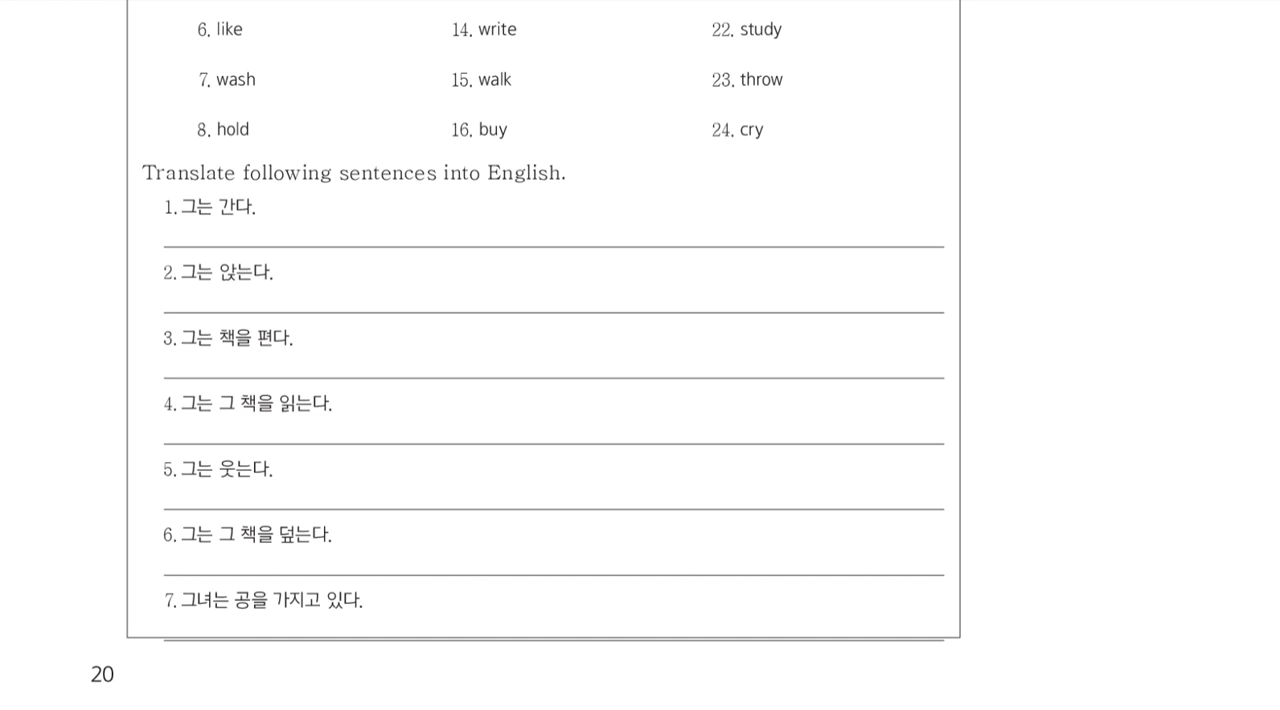 6. like 14. write 22. study
7. wash 15. walk 23. throw
8. hold 16. buy 24. cry
Translate following sentences into English.
1. 그는 간다.
2. 그는 앉는다.
3. 그는 책을 편다.
4. 그는 그 책을 읽는다.
5. 그는 웃는다.
6. 그는 그 책을 덮는다.
7. 그녀는 공을 가지고 있다.
20